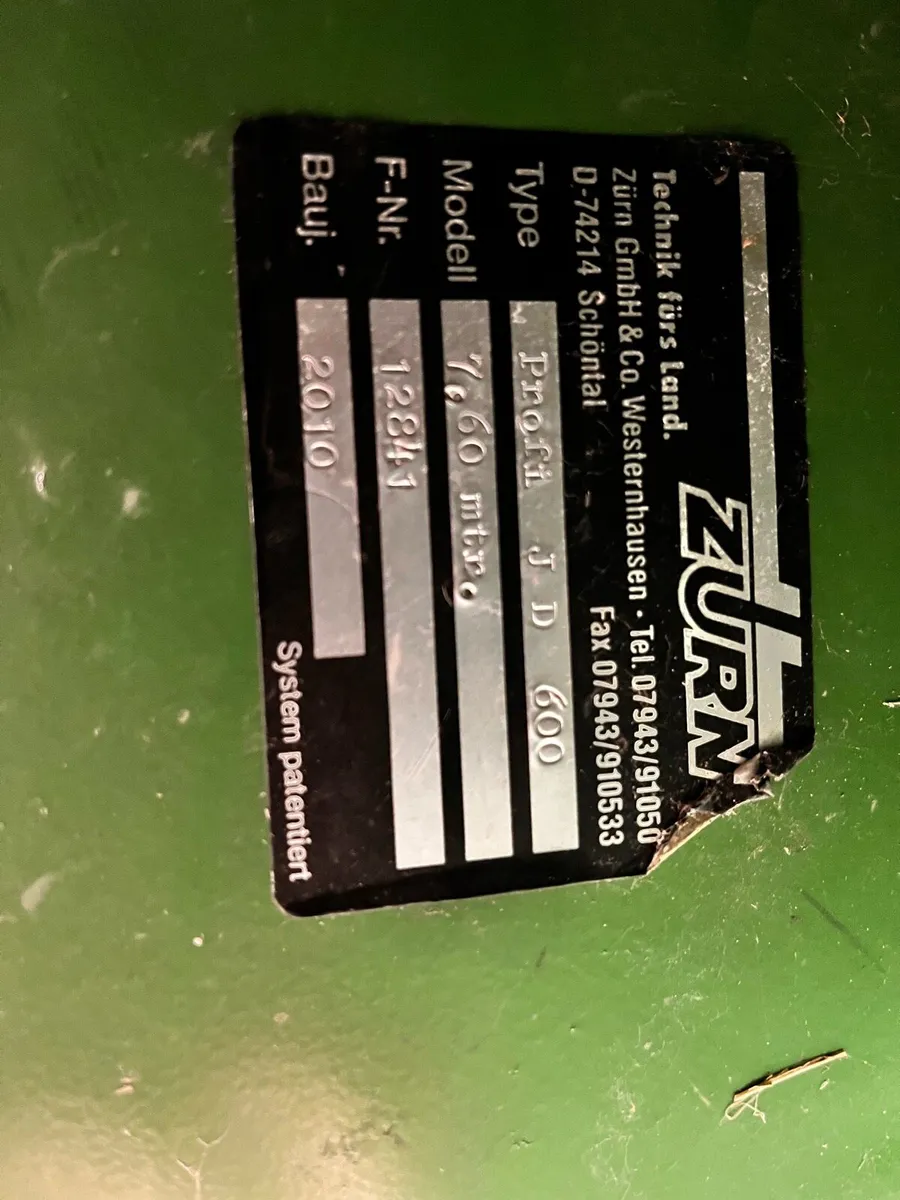 ZÜRN
Technik fürs Land.
Zürn GmbH & Co. Westernhausen · Tel. 07943/91050
D-74214 Schöntal Fax 07943/910533
Type Profi J D 600
Modell 7,60 mtr.
F-Nr. 12841
Bauj. 2010
System patentiert